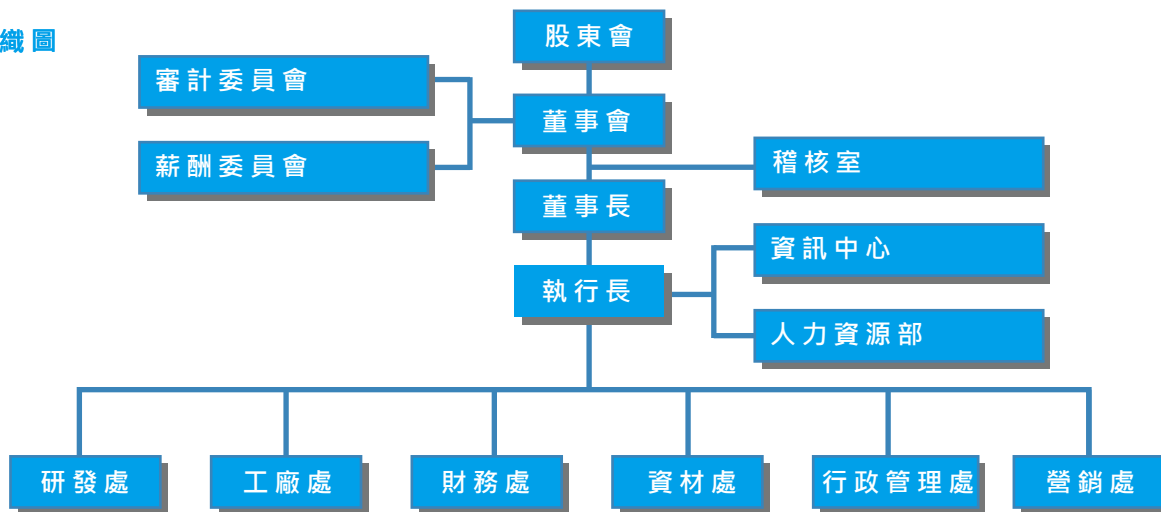 織圖
股東會
審計委員會
董事會
薪酬委員會
稽核室
董事長
資訊中心
執行長
人力資源部
研發處
工廠處
財務處
資材處
行政管理處
營銷處